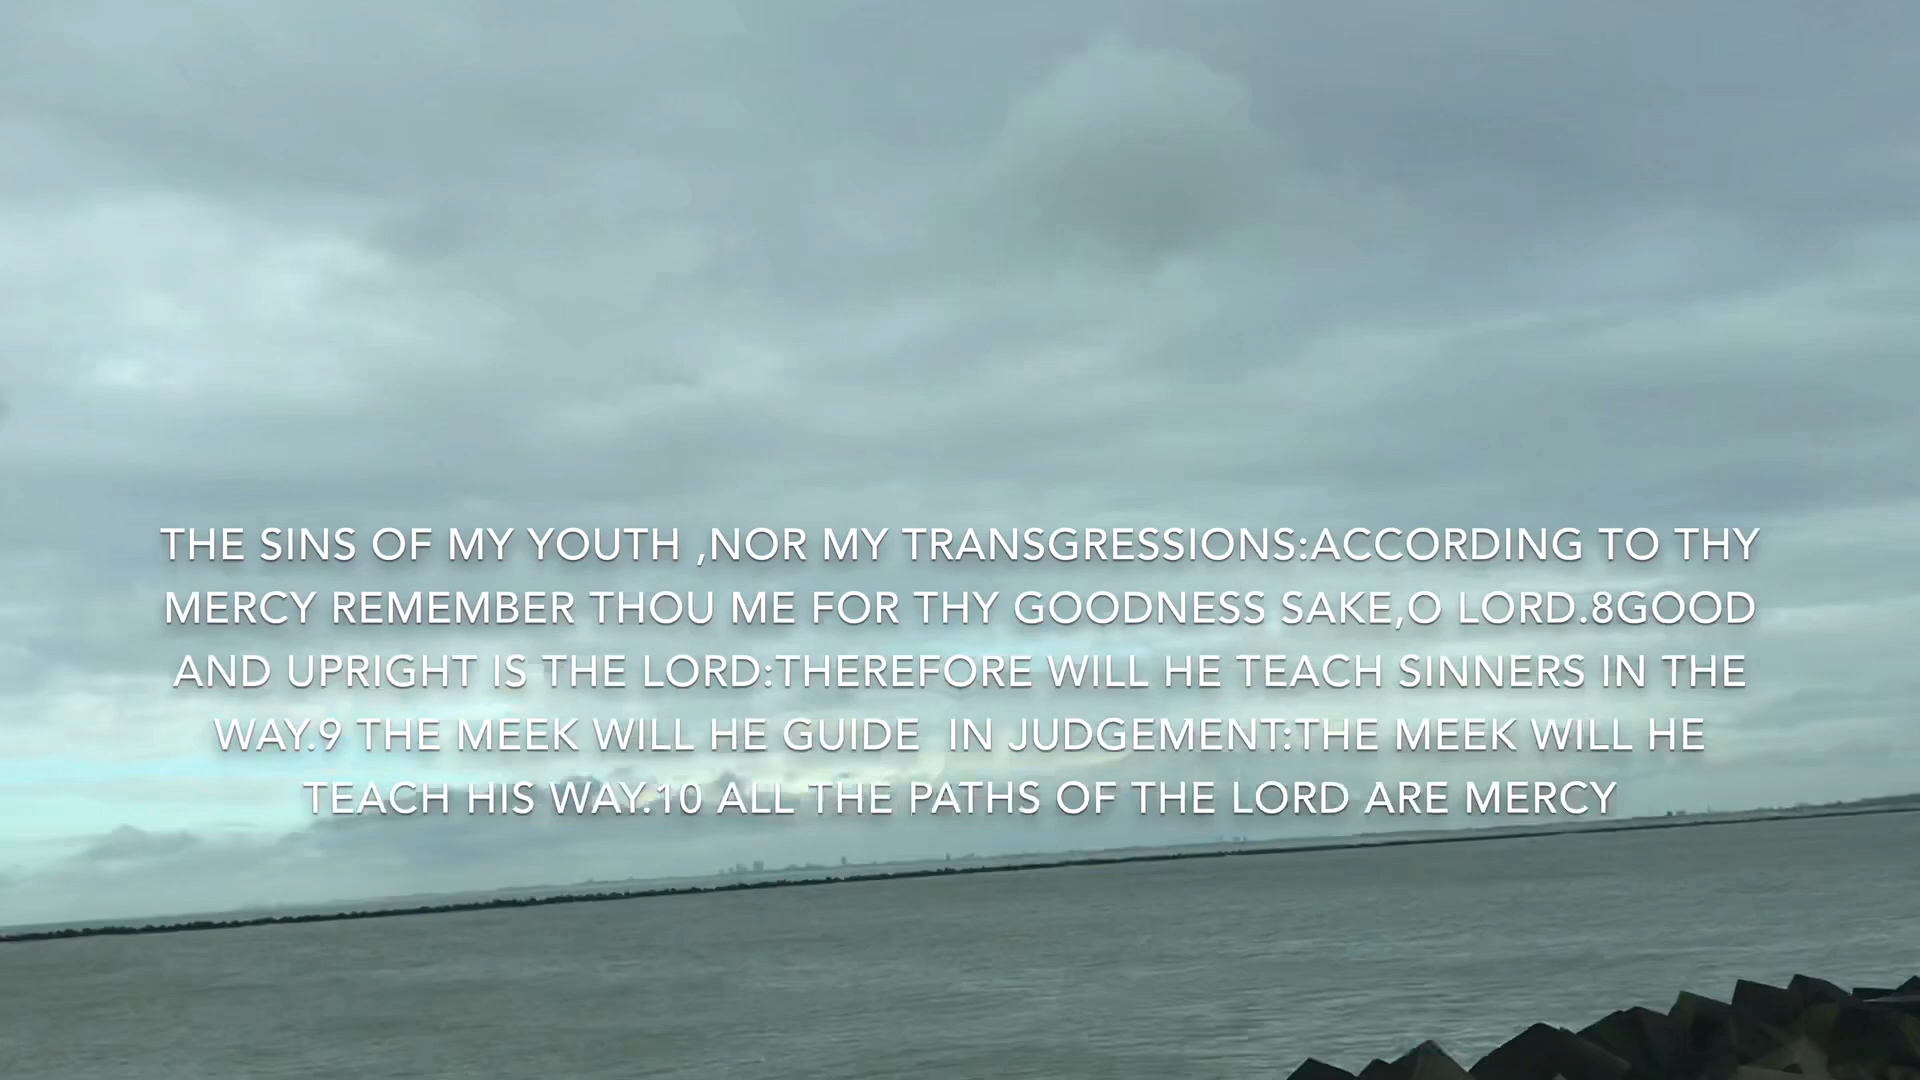 THE SINS OF MY YOUTH ,NOR MY TRANSGRESSIONS:ACCORDING TO THY
MERCY REMEMBER THOU ME FOR THY GOODNESS SAKE,O LORD.8GOOD
AND UPRIGHT IS THE LORD:THEREFORE WILL HE TEACH SINNERS IN THE
WAY.9 THE MEEK WILL HE GUIDE  IN JUDGEMENT:THE MEEK WILL HE
TEACH HIS WAY.10 ALL THE PATHS OF THE LORD ARE MERCY